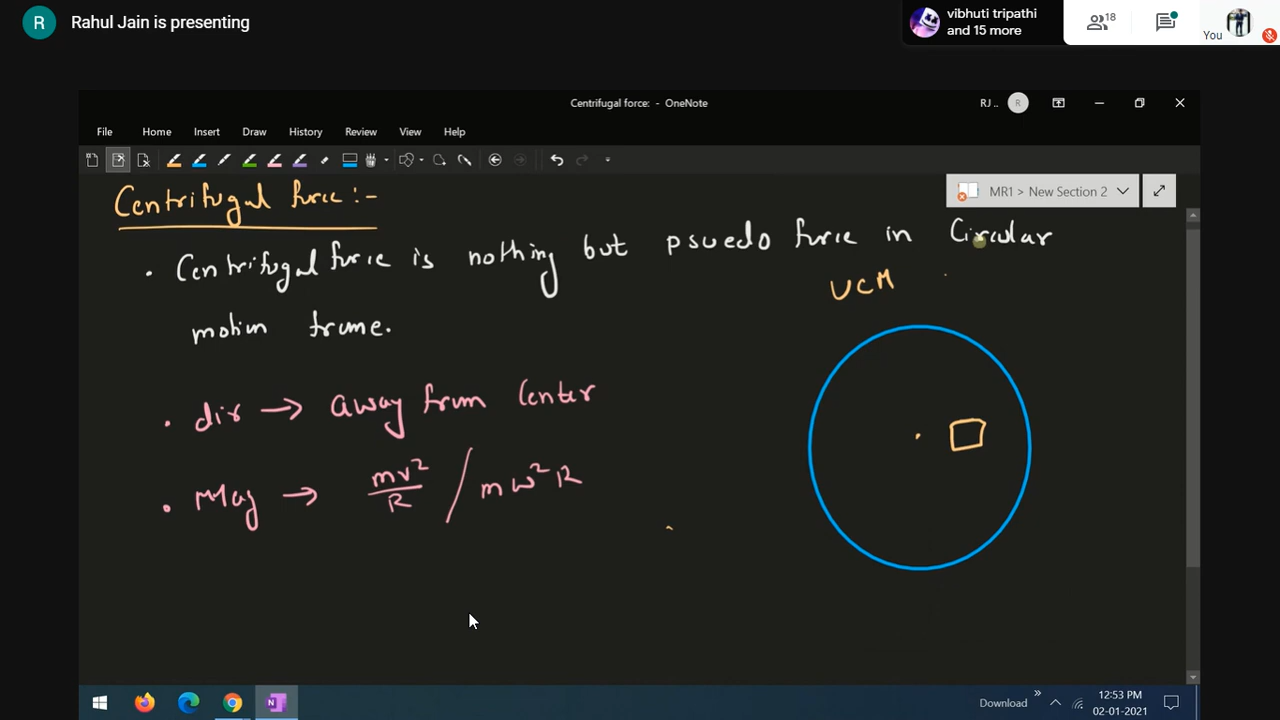 R Rahul Jain is presenting
vibhuti tripathi
and 15 more
18
You
Centrifugal force: - OneNote
RJ ..
R
File Home Insert Draw History Review View Help
MR1 > New Section 2
Centrifugal force :-
• Centrifugal force is nothing but psuedo force in Circular
motion frame.
UCM
• dir → away from Center
• Mag → mv²/R / mω²R
Download
12:53 PM
02-01-2021